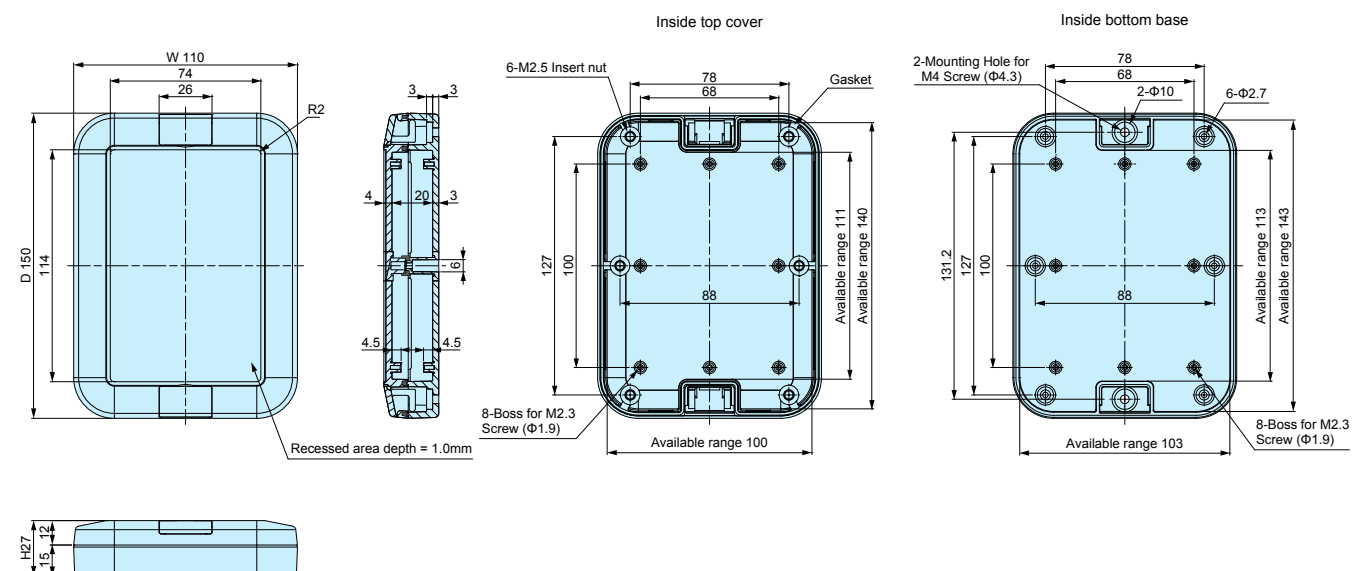 Inside top cover
Inside bottom base
W 110
74
26
R2
D 150
114
Recessed area depth = 1.0mm
3
3
4
20
3
6
4.5
4.5
6-M2.5 Insert nut
78
68
Gasket
127
100
88
Available range 111
Available range 140
8-Boss for M2.3
Screw (Φ1.9)
Available range 100
2-Mounting Hole for
M4 Screw (Φ4.3)
78
68
2-Φ10
6-Φ2.7
131.2
127
100
88
Available range 113
Available range 143
8-Boss for M2.3
Screw (Φ1.9)
Available range 103
H27
12
15